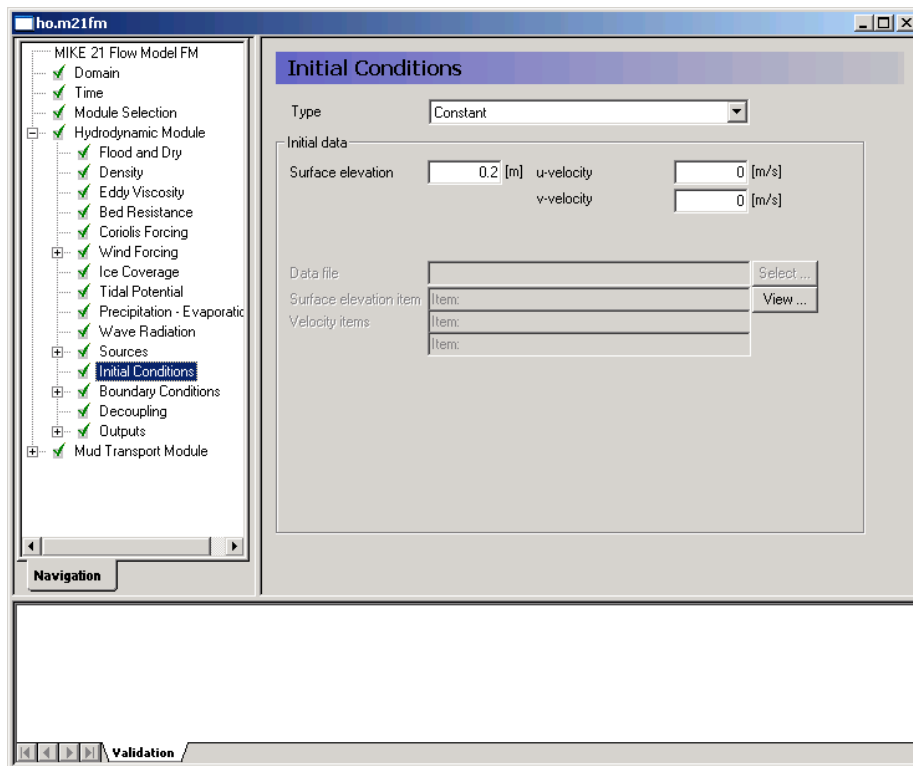 ho.m21fm
MIKE 21 Flow Model FM
Domain
Time
Module Selection
Hydrodynamic Module
Flood and Dry
Density
Eddy Viscosity
Bed Resistance
Coriolis Forcing
Wind Forcing
Ice Coverage
Tidal Potential
Precipitation - Evaporatic
Wave Radiation
Sources
Initial Conditions
Boundary Conditions
Decoupling
Outputs
Mud Transport Module
Navigation
Initial Conditions
Type Constant
Initial data
Surface elevation 0.2 [m] u-velocity 0 [m/s]
v-velocity 0 [m/s]
Data file Select ...
Surface elevation item Item: View ...
Velocity items Item:
Item:
Validation